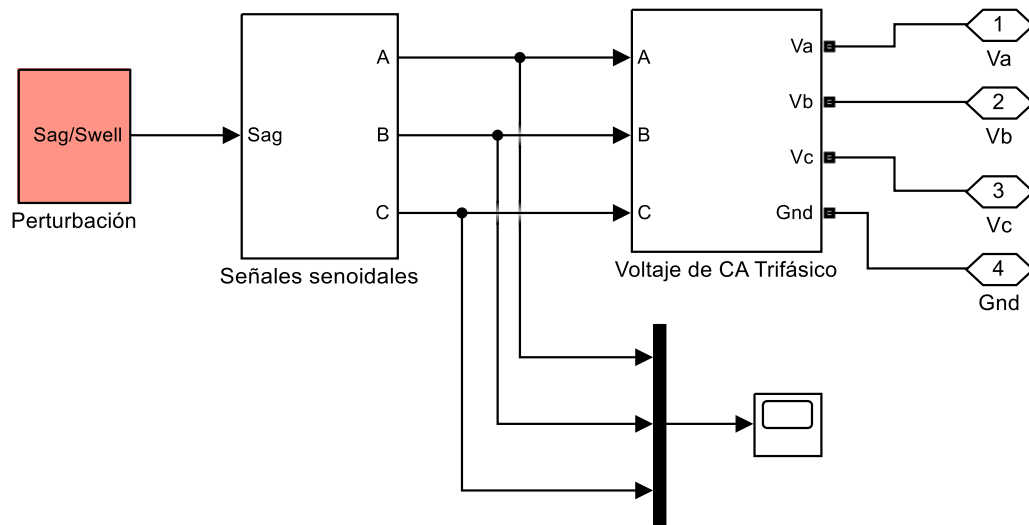 Sag/Swell
Perturbación
Sag
A
B
C
Señales senoidales
A
B
C
Va
Vb
Vc
Gnd
Voltaje de CA Trifásico
1
Va
2
Vb
3
Vc
4
Gnd